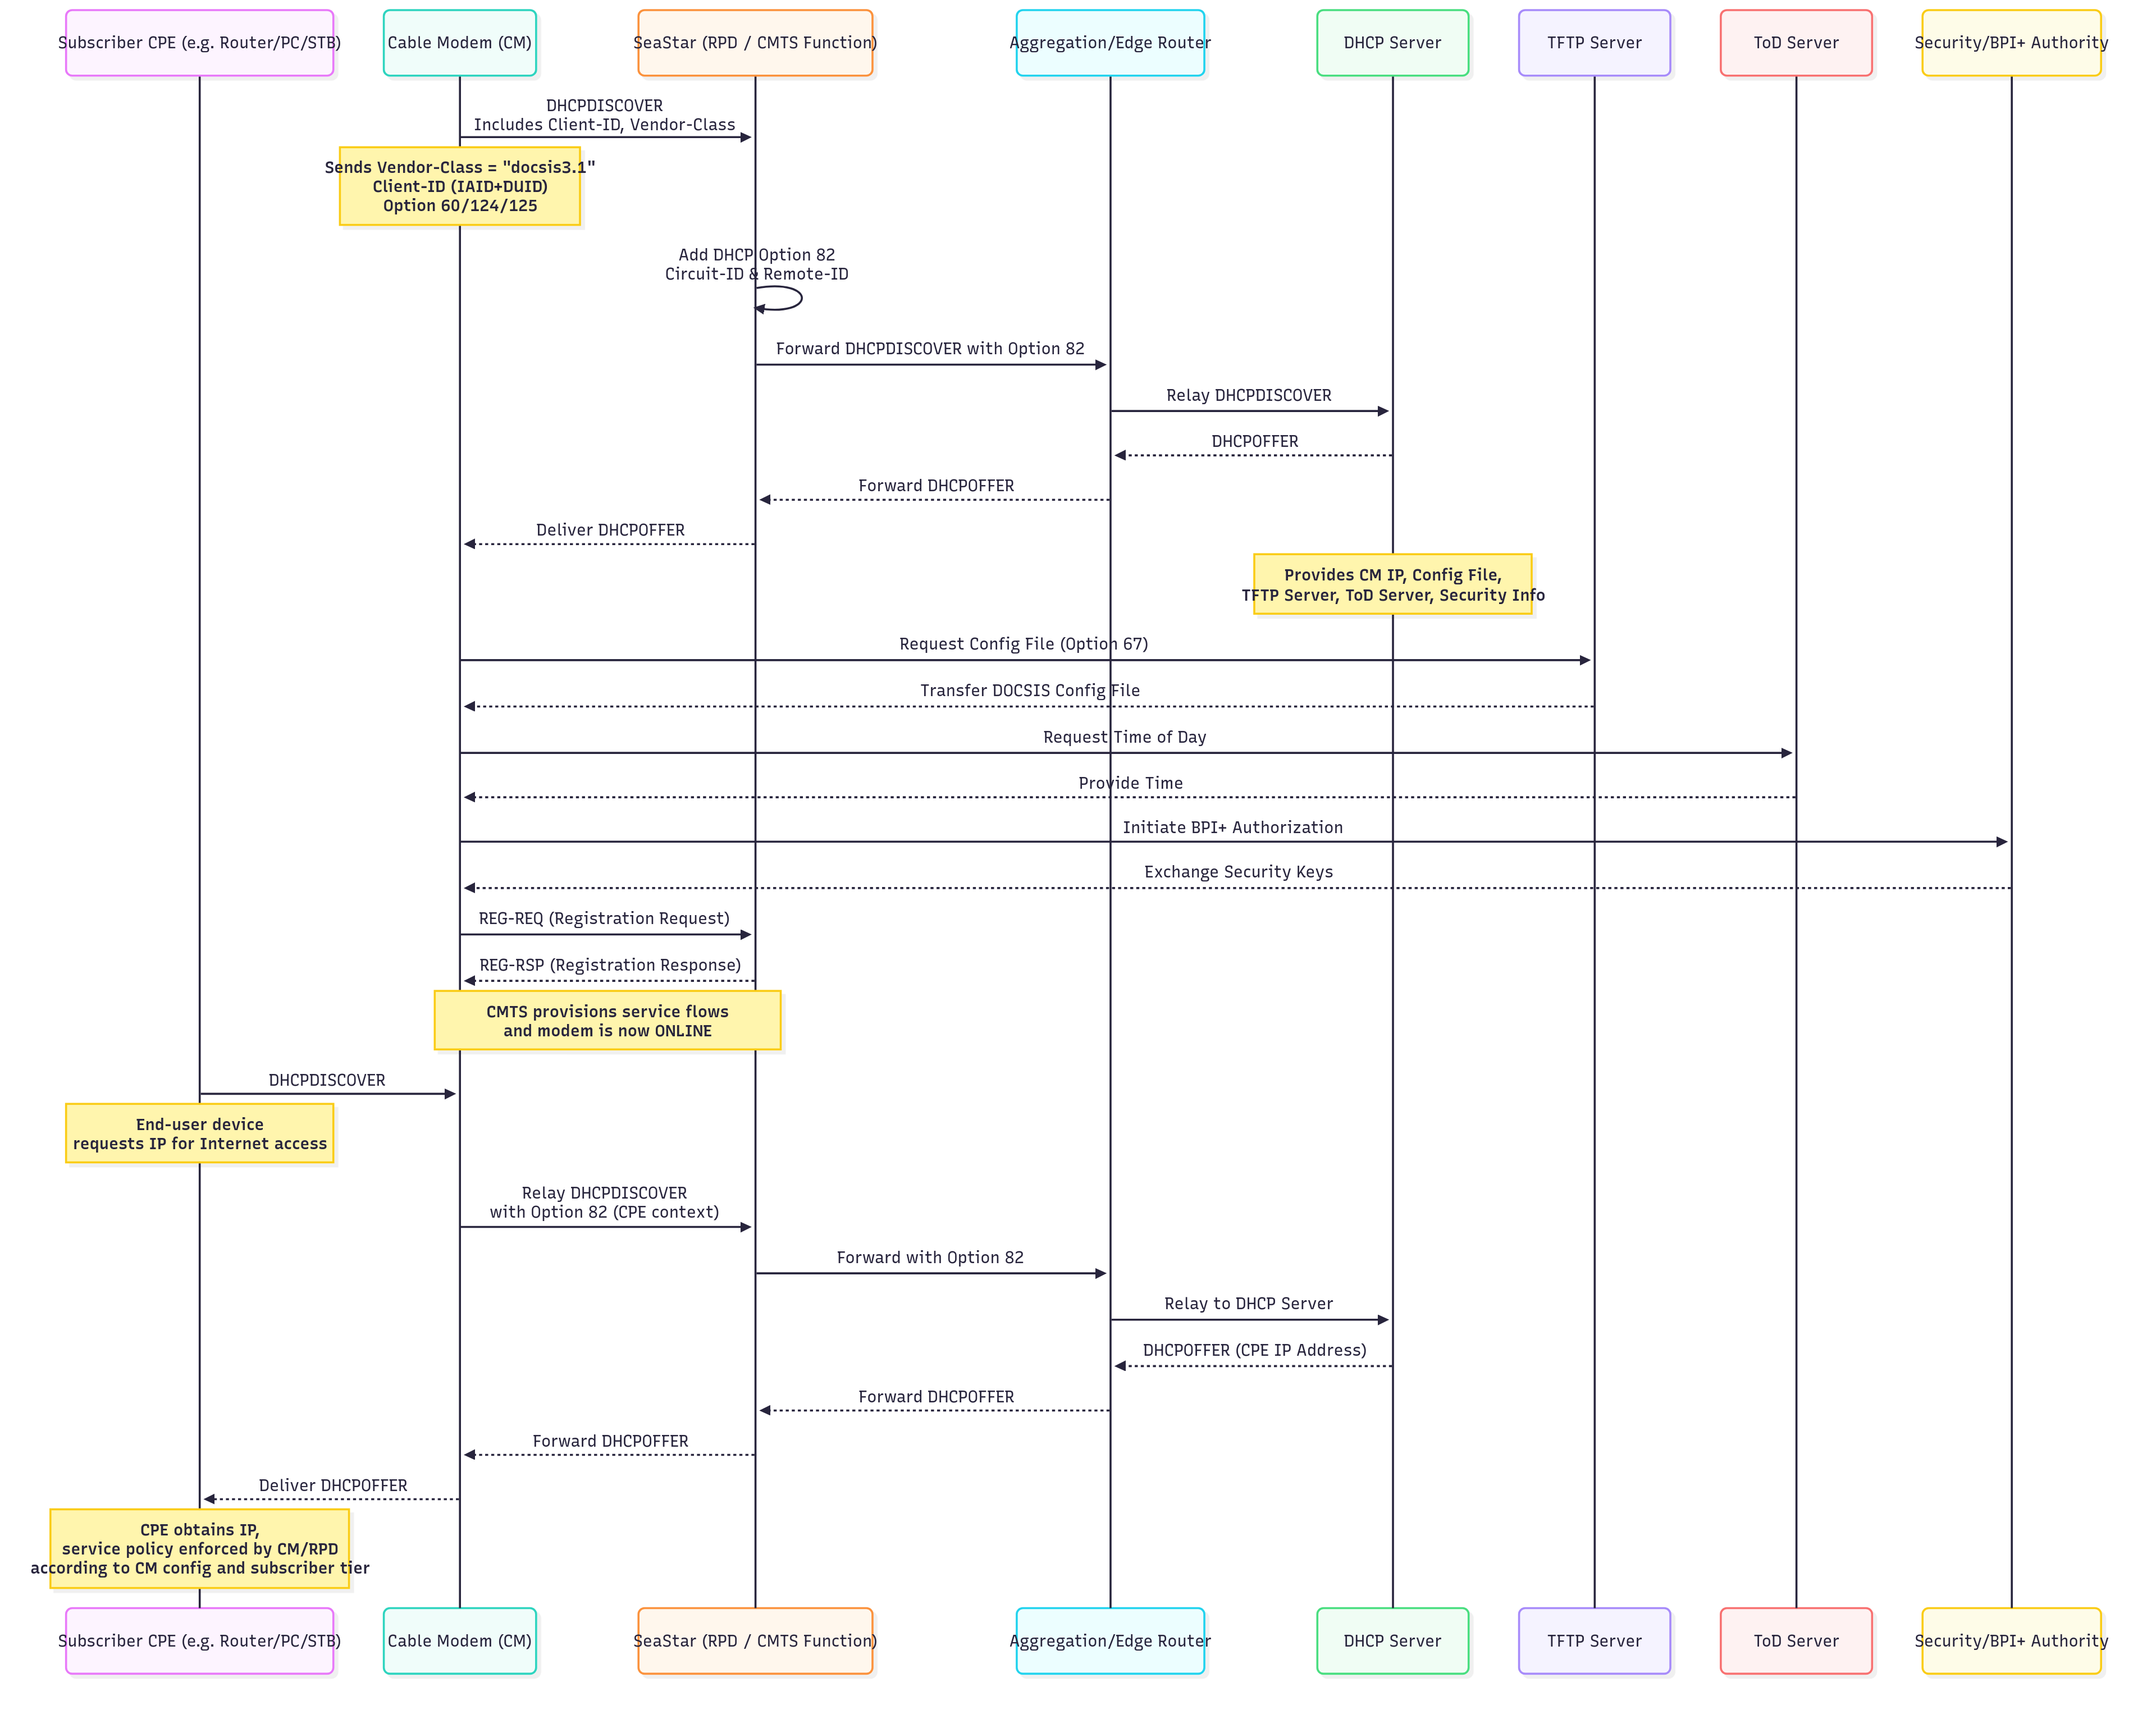 Subscriber CPE (e.g. Router/PC/STB)
Cable Modem (CM)
SeaStar (RPD / CMTS Function)
Aggregation/Edge Router
DHCP Server
TFTP Server
ToD Server
Security/BPI+ Authority
DHCPDISCOVER
Includes Client-ID, Vendor-Class
Sends Vendor-Class = "docsis3.1"
Client-ID (IAID+DUID)
Option 60/124/125
Add DHCP Option 82
Circuit-ID & Remote-ID
Forward DHCPDISCOVER with Option 82
Relay DHCPDISCOVER
DHCPOFFER
Forward DHCPOFFER
Deliver DHCPOFFER
Provides CM IP, Config File,
TFTP Server, ToD Server, Security Info
Request Config File (Option 67)
Transfer DOCSIS Config File
Request Time of Day
Provide Time
Initiate BPI+ Authorization
Exchange Security Keys
REG-REQ (Registration Request)
REG-RSP (Registration Response)
CMTS provisions service flows
and modem is now ONLINE
DHCPDISCOVER
End-user device
requests IP for Internet access
Relay DHCPDISCOVER
with Option 82 (CPE context)
Forward with Option 82
Relay to DHCP Server
DHCPOFFER (CPE IP Address)
Forward DHCPOFFER
Forward DHCPOFFER
Deliver DHCPOFFER
CPE obtains IP,
service policy enforced by CM/RPD
according to CM config and subscriber tier
Subscriber CPE (e.g. Router/PC/STB)
Cable Modem (CM)
SeaStar (RPD / CMTS Function)
Aggregation/Edge Router
DHCP Server
TFTP Server
ToD Server
Security/BPI+ Authority